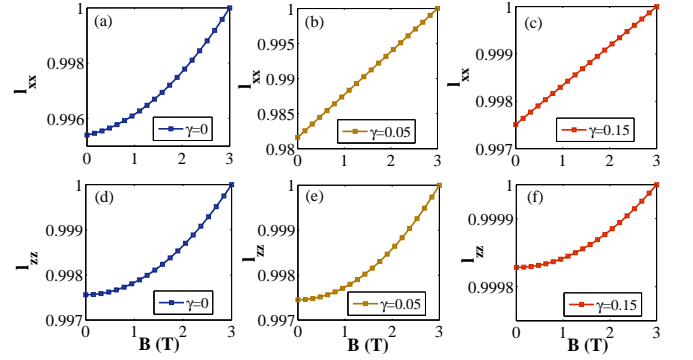 (a) (b) (c)
1 1 1
0.998 0.995 0.999
0.996 0.99 0.998
0.985 0.997
0.98
l_xx l_xx l_xx
γ=0 γ=0.05 γ=0.15
0 1 2 3 0 1 2 3 0 1 2 3
(d) (e) (f)
1 1 1
0.999 0.999 0.9999
0.998 0.998 0.9998
0.997 0.997
l_zz l_zz l_zz
γ=0 γ=0.05 γ=0.15
0 1 2 3 0 1 2 3 0 1 2 3
B (T) B (T) B (T)